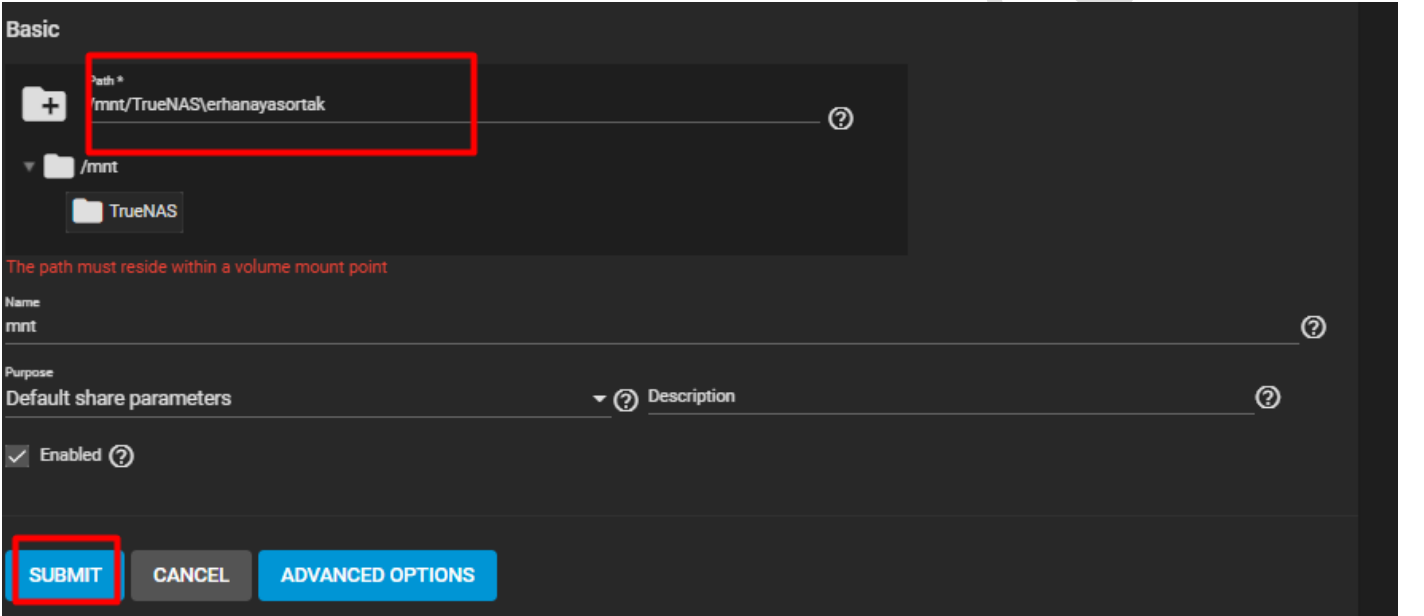 Basic
Path *
/mnt/TrueNAS\erhanayasortak
/mnt
TrueNAS
The path must reside within a volume mount point
Name
mnt
Purpose
Default share parameters
Description
Enabled
SUBMIT CANCEL ADVANCED OPTIONS